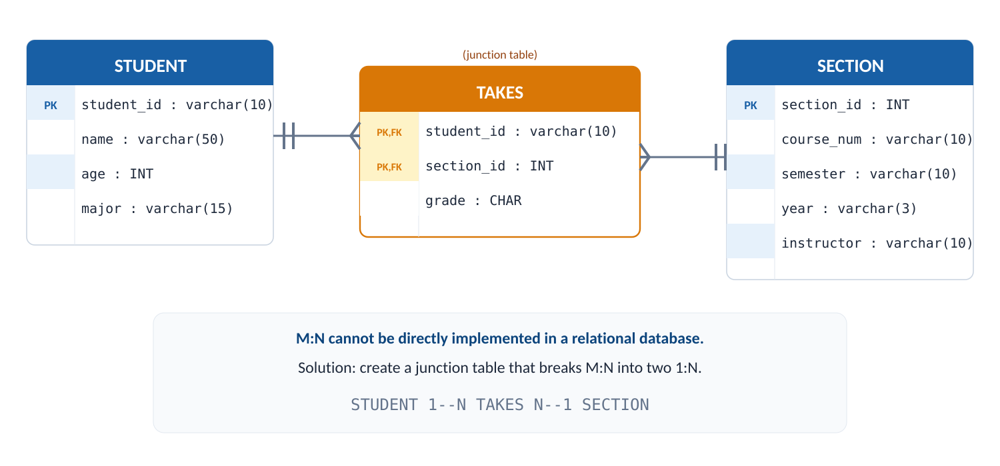 STUDENT
PK student_id : varchar(10)
name : varchar(50)
age : INT
major : varchar(15)
(junction table)
TAKES
PK,FK student_id : varchar(10)
PK,FK section_id : INT
grade : CHAR
SECTION
PK section_id : INT
course_num : varchar(10)
semester : varchar(10)
year : varchar(3)
instructor : varchar(10)
M:N cannot be directly implemented in a relational database.
Solution: create a junction table that breaks M:N into two 1:N.
STUDENT 1--N TAKES N--1 SECTION